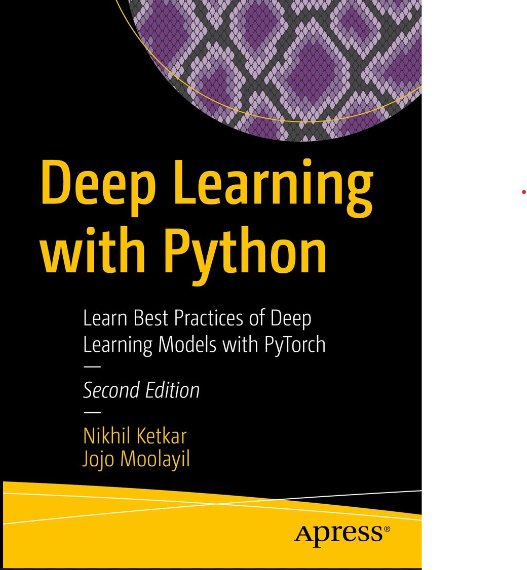 Deep Learning
with Python
Learn Best Practices of Deep
Learning Models with PyTorch
—
Second Edition
—
Nikhil Ketkar
Jojo Moolayil
Apress®